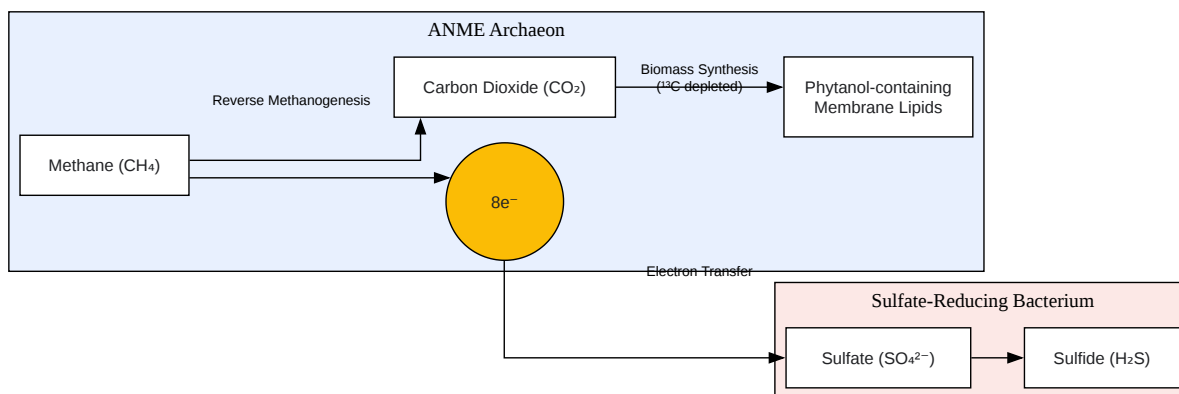 ANME Archaeon
Carbon Dioxide (CO₂)
Biomass Synthesis
(¹³C depleted)
Phytanol-containing
Membrane Lipids
Reverse Methanogenesis
Methane (CH₄)
8e⁻
Electron Transfer
Sulfate-Reducing Bacterium
Sulfate (SO₄²⁻)
Sulfide (H₂S)